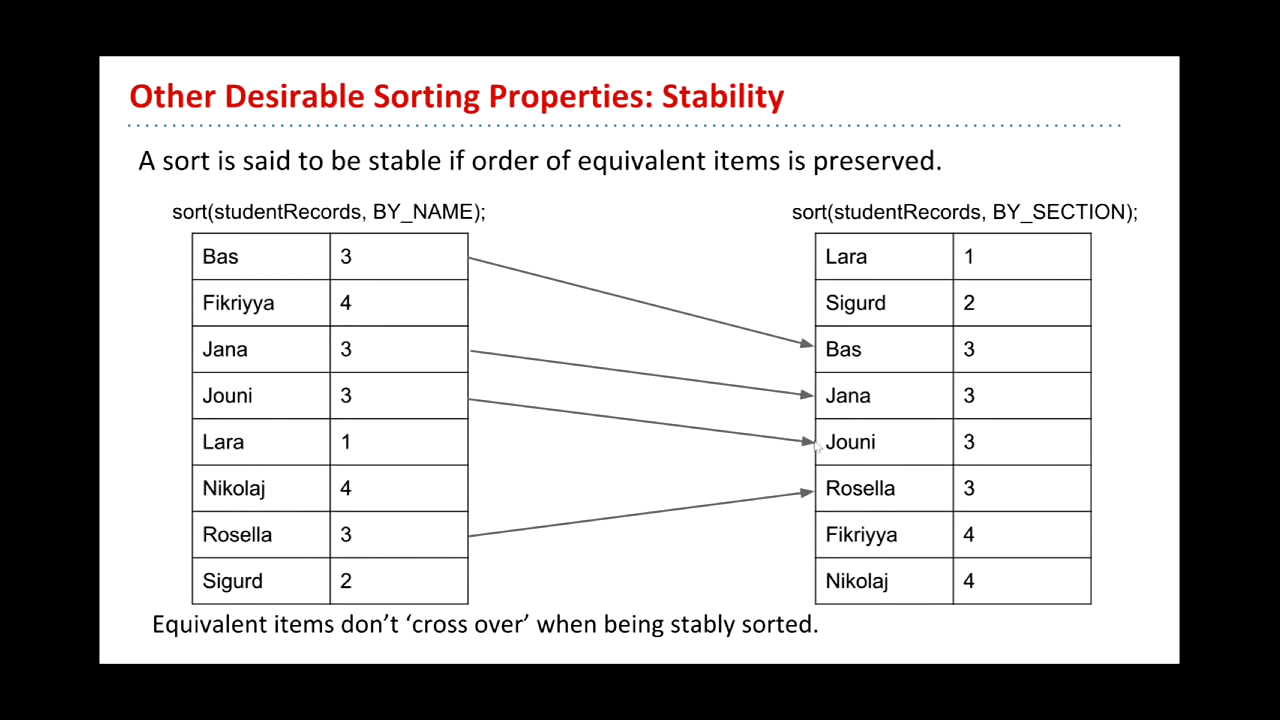 Other Desirable Sorting Properties: Stability
A sort is said to be stable if order of equivalent items is preserved.
sort(studentRecords, BY_NAME);
Bas 3
Fikriyya 4
Jana 3
Jouni 3
Lara 1
Nikolaj 4
Rosella 3
Sigurd 2
sort(studentRecords, BY_SECTION);
Lara 1
Sigurd 2
Bas 3
Jana 3
Jouni 3
Rosella 3
Fikriyya 4
Nikolaj 4
Equivalent items don’t ‘cross over’ when being stably sorted.